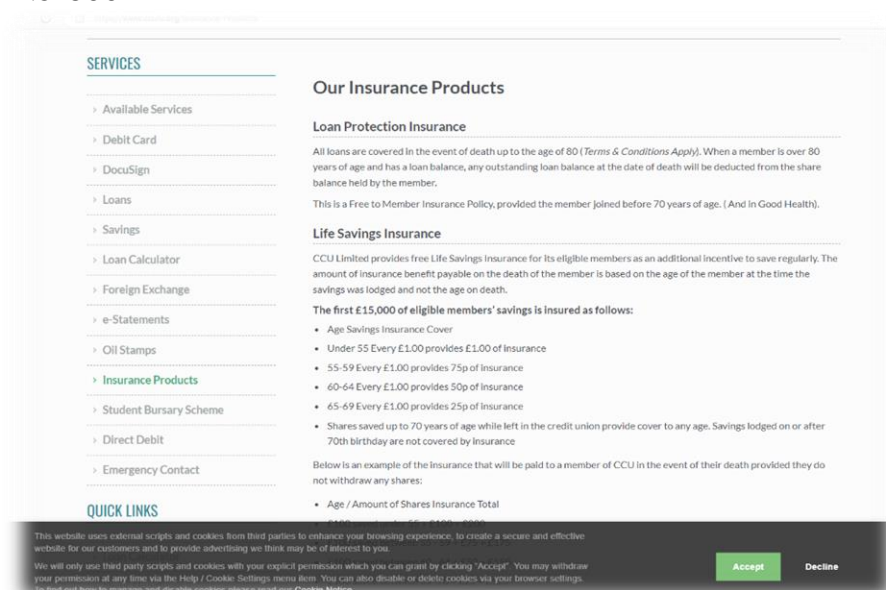 SERVICES
› Available Services
› Debit Card
› DocuSign
› Loans
› Savings
› Loan Calculator
› Foreign Exchange
› e-Statements
› Oil Stamps
› Insurance Products
› Student Bursary Scheme
› Direct Debit
› Emergency Contact
QUICK LINKS
Our Insurance Products
Loan Protection Insurance
All loans are covered in the event of death up to the age of 80 (Terms & Conditions Apply). When a member is over 80
years of age and has a loan balance, any outstanding loan balance at the date of death will be deducted from the share
balance held by the member.
This is a Free to Member Insurance Policy, provided the member joined before 70 years of age. ( And in Good Health).
Life Savings Insurance
CCU Limited provides free Life Savings Insurance for its eligible members as an additional incentive to save regularly. The
amount of insurance benefit payable on the death of the member is based on the age of the member at the time the
savings was lodged and not the age on death.
The first £15,000 of eligible members' savings is insured as follows:
• Age Savings Insurance Cover
• Under 55 Every £1.00 provides £1.00 of insurance
• 55-59 Every £1.00 provides 75p of insurance
• 60-64 Every £1.00 provides 50p of insurance
• 65-69 Every £1.00 provides 25p of insurance
• Shares saved up to 70 years of age while left in the credit union provide cover to any age. Savings lodged on or after
70th birthday are not covered by insurance
Below is an example of the insurance that will be paid to a member of CCU in the event of their death provided they do
not withdraw any shares:
• Age / Amount of Shares Insurance Total
This website uses external scripts and cookies from third parties to enhance your browsing experience, to create a secure and effective
website for our customers and to provide advertising we think may be of interest to you.
We will only use third party scripts and cookies with your explicit permission which you can grant by clicking "Accept". You may withdraw
your permission at any time via the Help / Cookie Settings menu item. You can also disable or delete cookies via your browser settings.
To find out how to manage and disable cookies please read our Cookie Notice
Accept
Decline